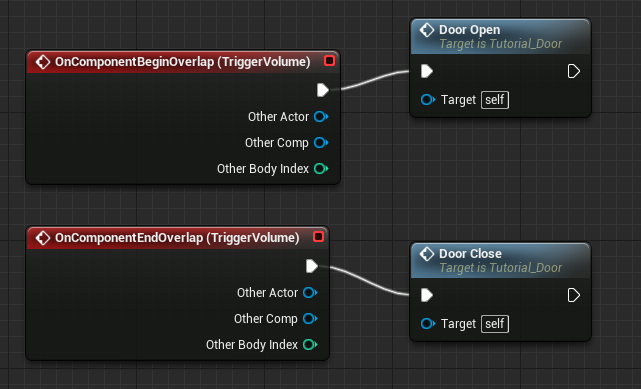 OnComponentBeginOverlap (TriggerVolume)
Other Actor
Other Comp
Other Body Index
Door Open
Target is Tutorial_Door
Target self
OnComponentEndOverlap (TriggerVolume)
Other Actor
Other Comp
Other Body Index
Door Close
Target is Tutorial_Door
Target self